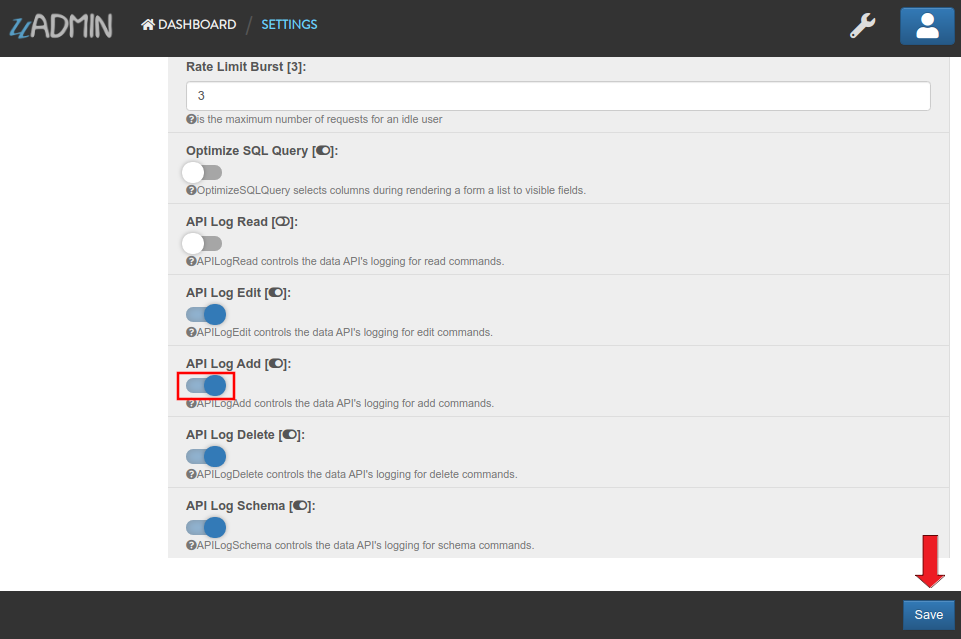 uADMIN DASHBOARD / SETTINGS
Rate Limit Burst [3]:
3
is the maximum number of requests for an idle user
Optimize SQL Query []:
OptimizeSQLQuery selects columns during rendering a form a list to visible fields.
API Log Read []:
APILogRead controls the data API's logging for read commands.
API Log Edit []:
APILogEdit controls the data API's logging for edit commands.
API Log Add []:
APILogAdd controls the data API's logging for add commands.
API Log Delete []:
APILogDelete controls the data API's logging for delete commands.
API Log Schema []:
APILogSchema controls the data API's logging for schema commands.
Save